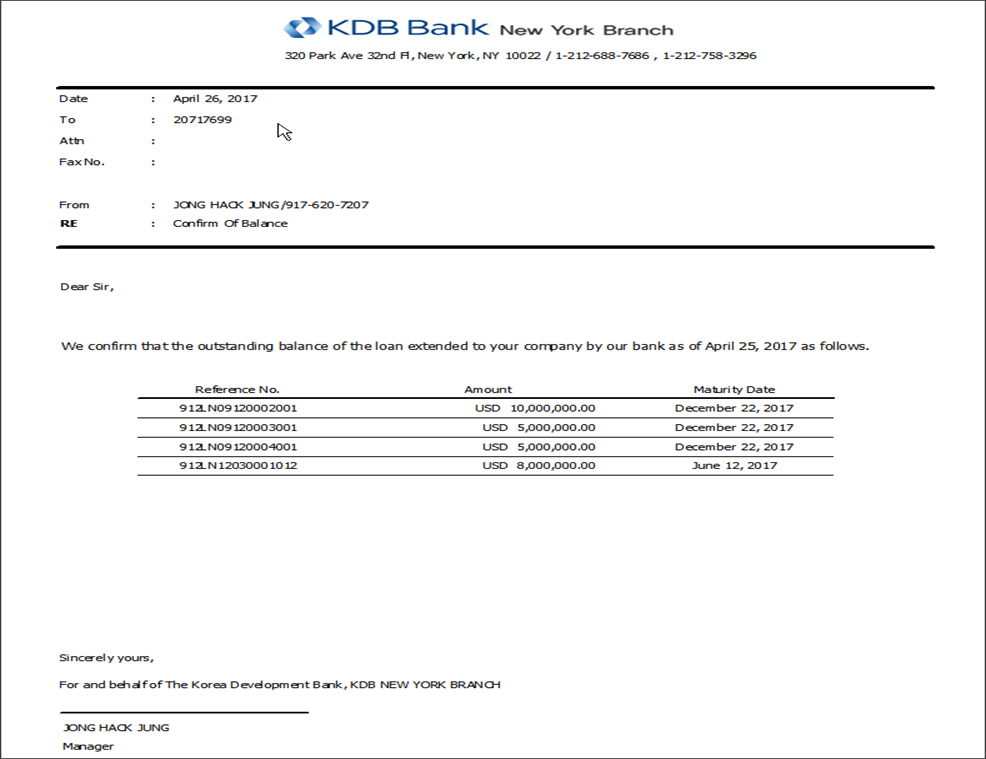 KDB Bank New York Branch
320 Park Ave 32nd Fl, New York, NY 10022 / 1-212-688-7686 , 1-212-758-3296
Date : April 26, 2017
To : 20717699
Attn :
Fax No. :
From : JONG HACK JUNG/917-620-7207
RE : Confirm Of Balance
Dear Sir,
We confirm that the outstanding balance of the loan extended to your company by our bank as of April 25, 2017 as follows.
Reference No. Amount Maturity Date
912LN09120002001 USD 10,000,000.00 December 22, 2017
912LN09120003001 USD 5,000,000.00 December 22, 2017
912LN09120004001 USD 5,000,000.00 December 22, 2017
912LN12030001012 USD 8,000,000.00 June 12, 2017
Sincerely yours,
For and behalf of The Korea Development Bank, KDB NEW YORK BRANCH
JONG HACK JUNG
Manager